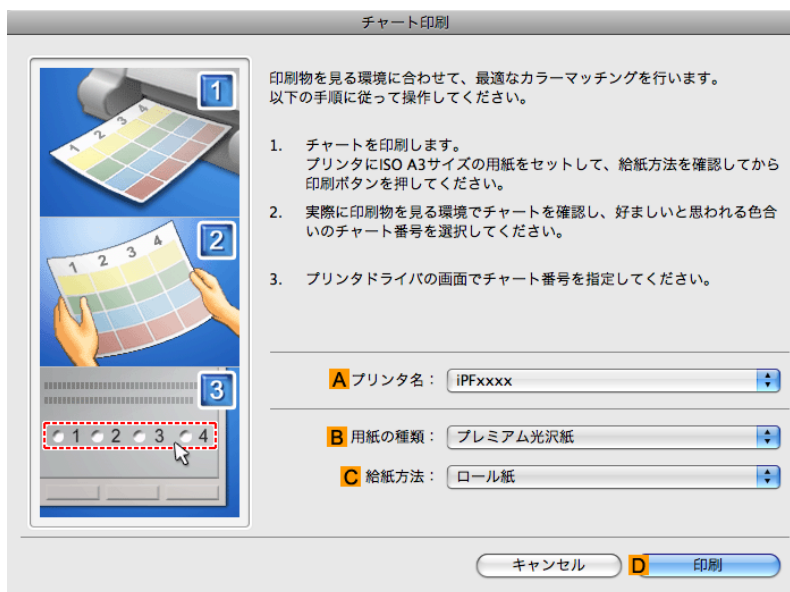 チャート印刷
1
1 2 3 4
2
1 2 3 4
3
1 2 3 4
印刷物を見る環境に合わせて、最適なカラーマッチングを行います。
以下の手順に従って操作してください。
1. チャートを印刷します。
プリンタにISO A3サイズの用紙をセットして、給紙方法を確認してから
印刷ボタンを押してください。
2. 実際に印刷物を見る環境でチャートを確認し、好ましいと思われる色合
いのチャート番号を選択してください。
3. プリンタドライバの画面でチャート番号を指定してください。
A プリンタ名： iPFxxxx
B 用紙の種類： プレミアム光沢紙
C 給紙方法： ロール紙
キャンセル D 印刷